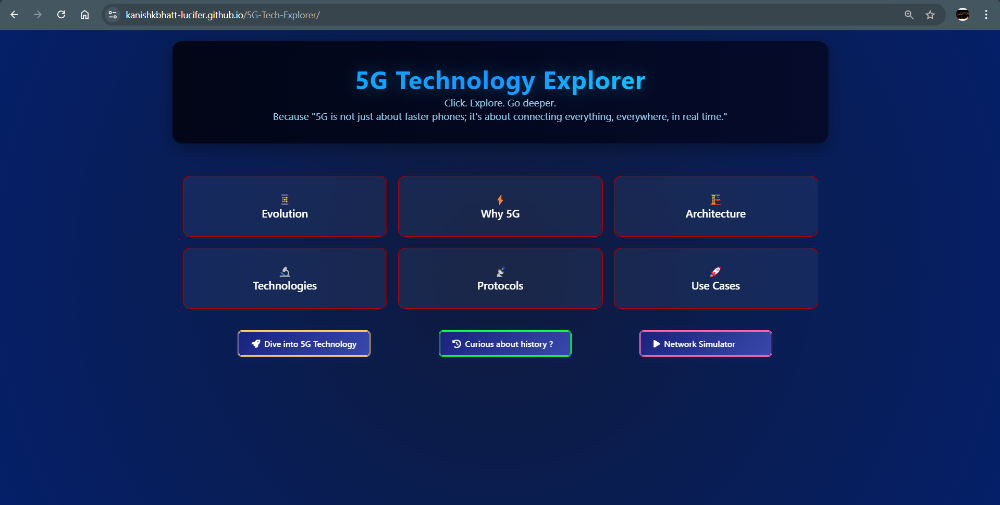 kanishkbhatt-lucifer.github.io/5G-Tech-Explorer/
5G Technology Explorer
Click. Explore. Go deeper.
Because "5G is not just about faster phones; it's about connecting everything, everywhere, in real time."
Evolution
Why 5G
Architecture
Technologies
Protocols
Use Cases
Dive into 5G Technology
Curious about history ?
Network Simulator